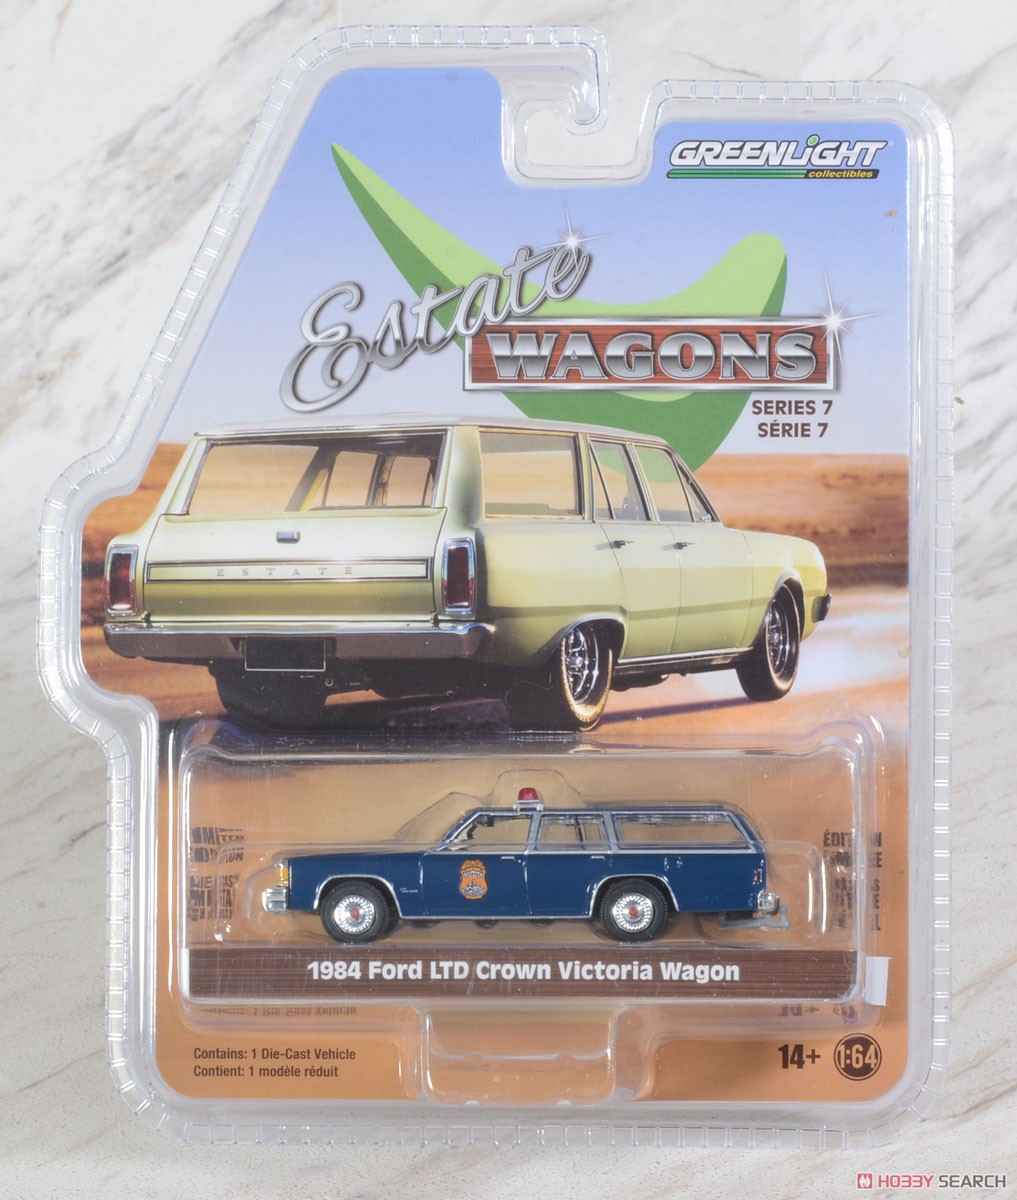 GREENLiGHT
collectibles
Estate
WAGONS
SERIES 7
SÉRIE 7
ESTATE
1984 Ford LTD Crown Victoria Wagon
Contains: 1 Die-Cast Vehicle
Contient: 1 modèle réduit
14+
1:64
HOBBY SEARCH